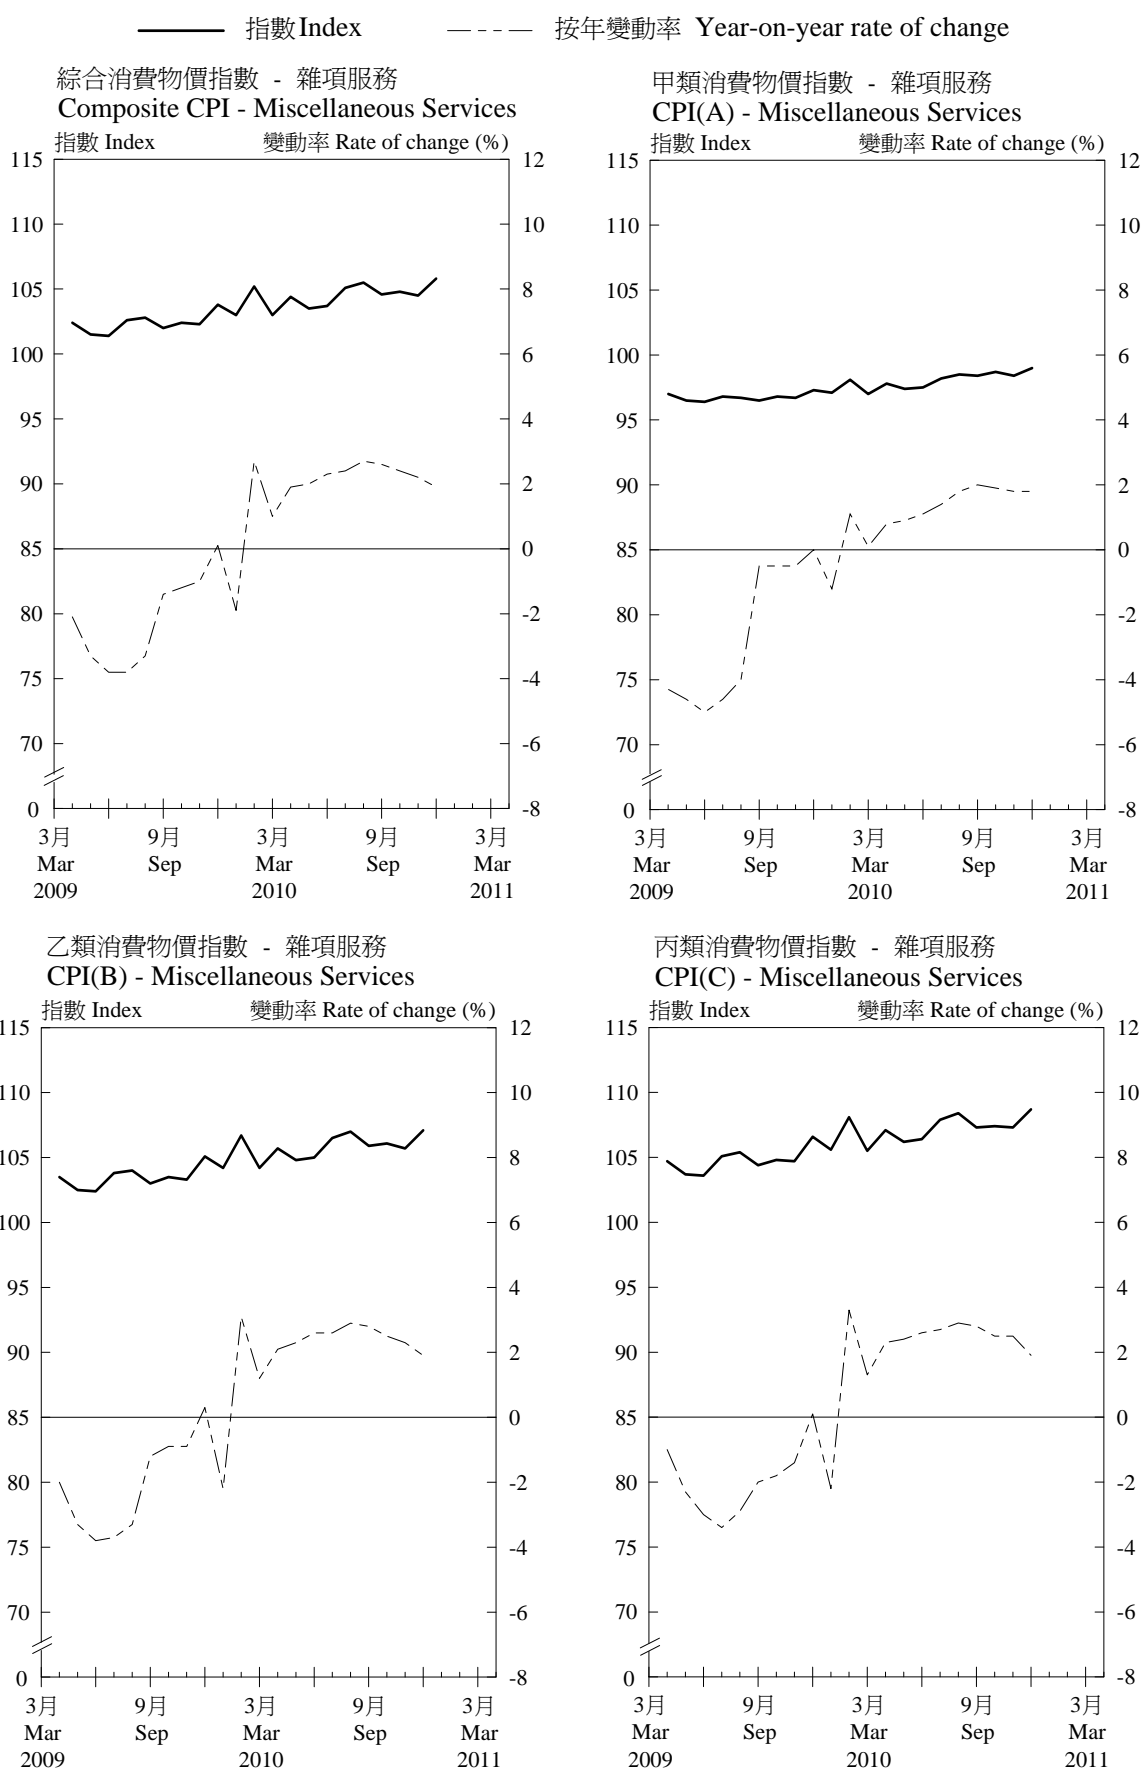 指數 Index 按年變動率 Year-on-year rate of change
綜合消費物價指數 - 雜項服務
Composite CPI - Miscellaneous Services
指數 Index 變動率 Rate of change (%)
115 12
110 10
105 8
100 6
95 4
90 2
85 0
80 -2
75 -4
70 -6
0 -8
3月 9月 3月 9月 3月
Mar Sep Mar Sep Mar
2009 2010 2011
甲類消費物價指數 - 雜項服務
CPI(A) - Miscellaneous Services
指數 Index 變動率 Rate of change (%)
115 12
110 10
105 8
100 6
95 4
90 2
85 0
80 -2
75 -4
70 -6
0 -8
3月 9月 3月 9月 3月
Mar Sep Mar Sep Mar
2009 2010 2011
乙類消費物價指數 - 雜項服務
CPI(B) - Miscellaneous Services
指數 Index 變動率 Rate of change (%)
115 12
110 10
105 8
100 6
95 4
90 2
85 0
80 -2
75 -4
70 -6
0 -8
3月 9月 3月 9月 3月
Mar Sep Mar Sep Mar
2009 2010 2011
丙類消費物價指數 - 雜項服務
CPI(C) - Miscellaneous Services
指數 Index 變動率 Rate of change (%)
115 12
110 10
105 8
100 6
95 4
90 2
85 0
80 -2
75 -4
70 -6
0 -8
3月 9月 3月 9月 3月
Mar Sep Mar Sep Mar
2009 2010 2011